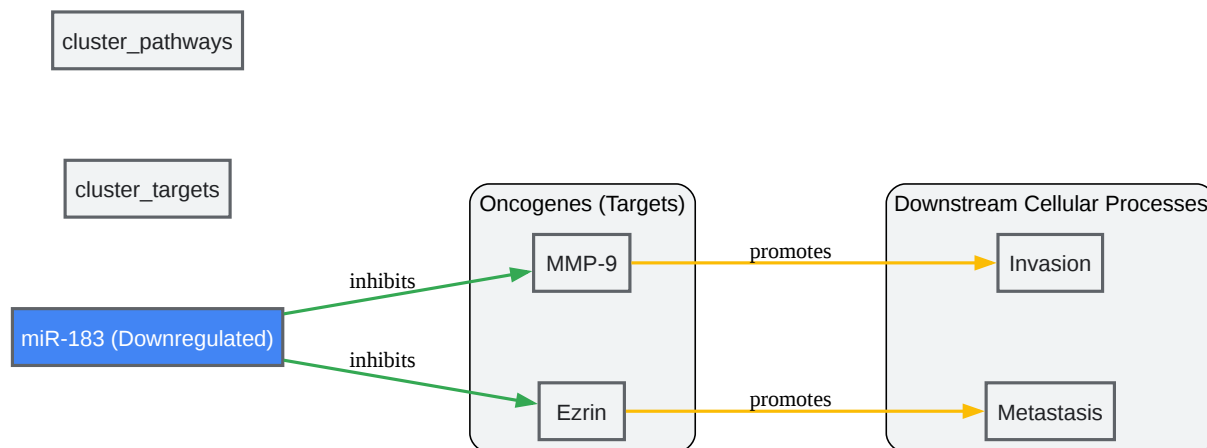 cluster_pathways
cluster_targets
Oncogenes (Targets)
Downstream Cellular Processes
MMP-9
promotes
Invasion
inhibits
miR-183 (Downregulated)
inhibits
Ezrin
promotes
Metastasis